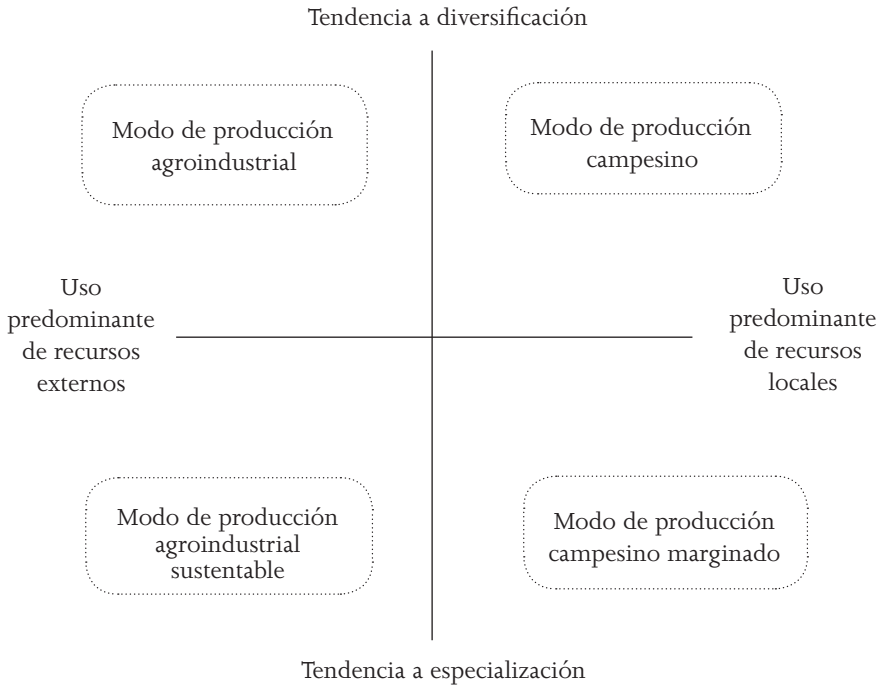 Tendencia a diversificación
Modo de producción
agroindustrial
Modo de producción
campesino
Uso
predominante
de recursos
externos
Uso
predominante
de recursos
locales
Modo de producción
agroindustrial
sustentable
Modo de producción
campesino marginado
Tendencia a especialización